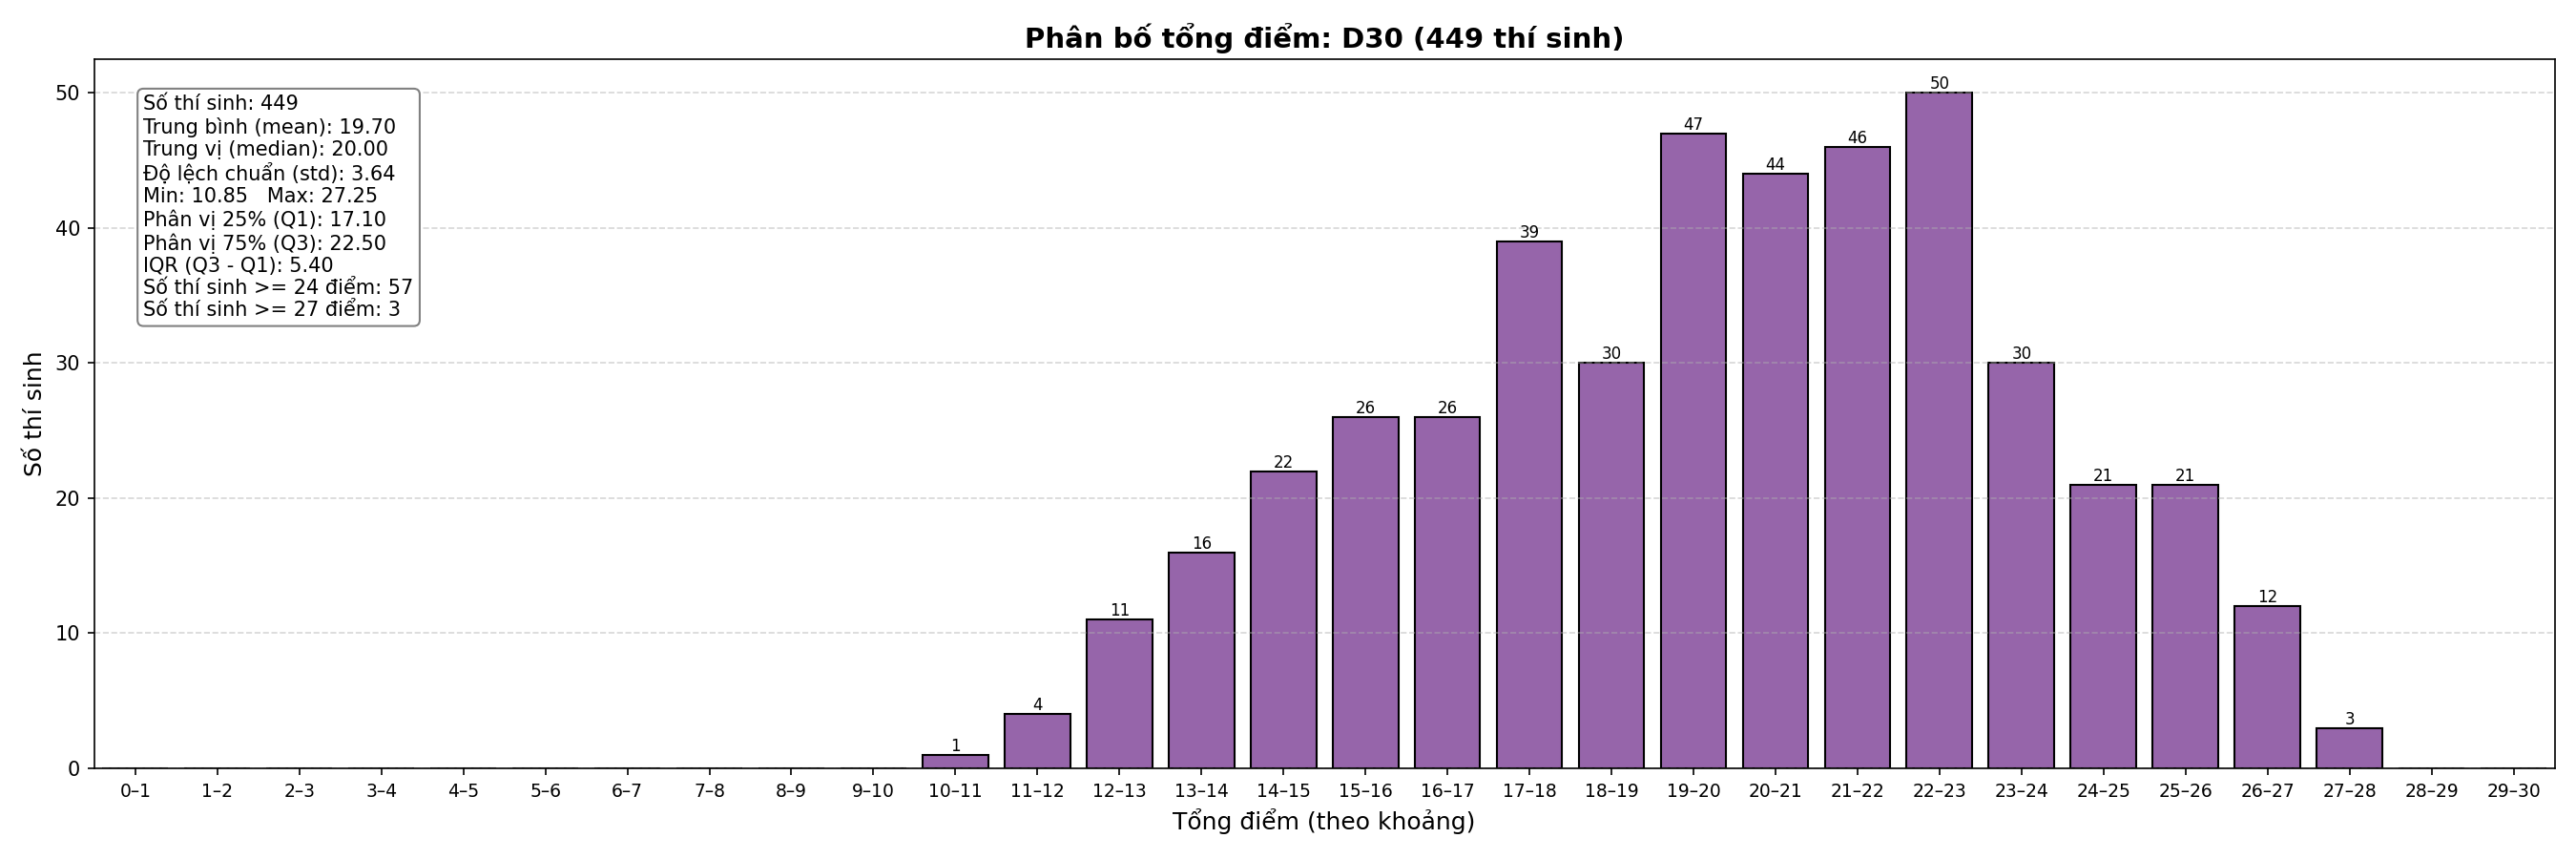 Phân bố tổng điểm: D30 (449 thí sinh)
Số thí sinh: 449
Trung bình (mean): 19.70
Trung vị (median): 20.00
Độ lệch chuẩn (std): 3.64
Min: 10.85   Max: 27.25
Phân vị 25% (Q1): 17.10
Phân vị 75% (Q3): 22.50
IQR (Q3 - Q1): 5.40
Số thí sinh >= 24 điểm: 57
Số thí sinh >= 27 điểm: 3
Số thí sinh
50
40
30
20
10
0
1
4
11
16
22
26
26
39
30
47
44
46
50
30
21
21
12
3
0–1 1–2 2–3 3–4 4–5 5–6 6–7 7–8 8–9 9–10 10–11 11–12 12–13 13–14 14–15 15–16 16–17 17–18 18–19 19–20 20–21 21–22 22–23 23–24 24–25 25–26 26–27 27–28 28–29 29–30
Tổng điểm (theo khoảng)